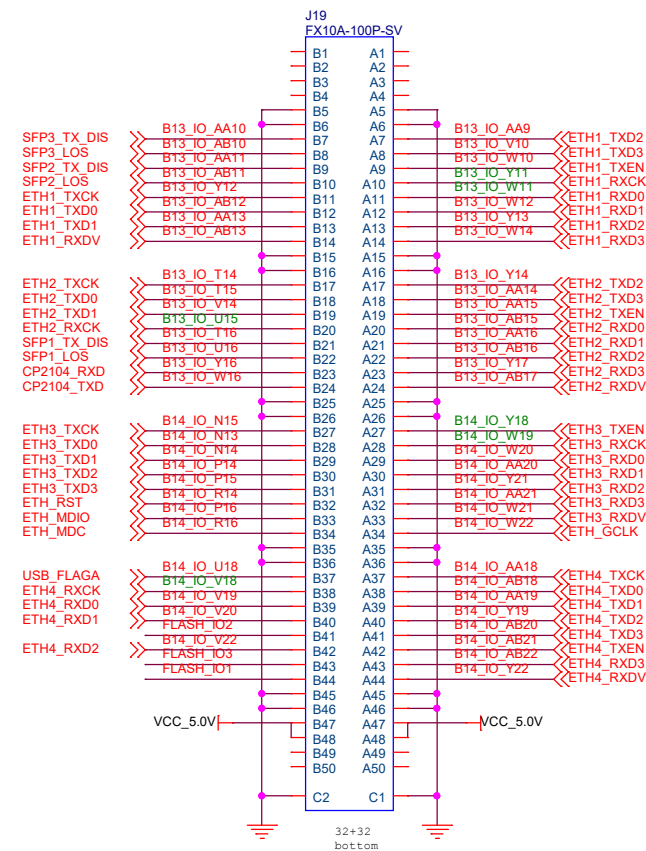 J19
FX10A-100P-SV
B1 A1
B2 A2
B3 A3
B4 A4
B5 A5
B6 A6
SFP3_TX_DIS B13_IO_AA10 B7 A7 B13_IO_AA9 ETH1_TXD2
SFP3_LOS B13_IO_AB10 B8 A8 B13_IO_V10 ETH1_TXD3
SFP2_TX_DIS B13_IO_AA11 B9 A9 B13_IO_W10 ETH1_TXEN
SFP2_LOS B13_IO_AB11 B10 A10 B13_IO_Y11 ETH1_RXCK
ETH1_TXCK B13_IO_Y12 B11 A11 B13_IO_W11 ETH1_RXD0
ETH1_TXD0 B13_IO_AB12 B12 A12 B13_IO_W12 ETH1_RXD1
ETH1_TXD1 B13_IO_AA13 B13 A13 B13_IO_Y13 ETH1_RXD2
ETH1_RXDV B13_IO_AB13 B14 A14 B13_IO_W14 ETH1_RXD3
B15 A15
B16 A16
ETH2_TXCK B13_IO_T14 B17 A17 B13_IO_Y14 ETH2_TXD2
ETH2_TXD0 B13_IO_T15 B18 A18 B13_IO_AA14 ETH2_TXD3
ETH2_TXD1 B13_IO_V14 B19 A19 B13_IO_AA15 ETH2_TXEN
ETH2_RXCK B13_IO_U15 B20 A20 B13_IO_AB15 ETH2_RXD0
SFP1_TX_DIS B13_IO_T16 B21 A21 B13_IO_AA16 ETH2_RXD1
SFP1_LOS B13_IO_U16 B22 A22 B13_IO_AB16 ETH2_RXD2
CP2104_RXD B13_IO_Y16 B23 A23 B13_IO_Y17 ETH2_RXD3
CP2104_TXD B13_IO_W16 B24 A24 B13_IO_AB17 ETH2_RXDV
B25 A25
B26 A26
ETH3_TXCK B14_IO_N15 B27 A27 B14_IO_Y18 ETH3_TXEN
ETH3_TXD0 B14_IO_N13 B28 A28 B14_IO_W19 ETH3_RXCK
ETH3_TXD1 B14_IO_N14 B29 A29 B14_IO_W20 ETH3_RXD0
ETH3_TXD2 B14_IO_P14 B30 A30 B14_IO_AA20 ETH3_RXD1
ETH3_TXD3 B14_IO_P15 B31 A31 B14_IO_Y21 ETH3_RXD2
ETH_RST B14_IO_R14 B32 A32 B14_IO_AA21 ETH3_RXD3
ETH_MDIO B14_IO_P16 B33 A33 B14_IO_W21 ETH3_RXDV
ETH_MDC B14_IO_R16 B34 A34 B14_IO_W22 ETH_GCLK
B35 A35
B36 A36
USB_FLAGA B14_IO_U18 B37 A37 B14_IO_AA18 ETH4_TXCK
ETH4_RXCK B14_IO_V18 B38 A38 B14_IO_AB18 ETH4_TXD0
ETH4_RXD0 B14_IO_V19 B39 A39 B14_IO_AA19 ETH4_TXD1
ETH4_RXD1 B14_IO_V20 B40 A40 B14_IO_Y19 ETH4_TXD2
FLASH_IO2 B41 A41 B14_IO_AB20 ETH4_TXD3
ETH4_RXD2 B14_IO_V22 B42 A42 B14_IO_AB21 ETH4_TXEN
FLASH_IO3 B43 A43 B14_IO_AB22 ETH4_RXD3
FLASH_IO1 B44 A44 B14_IO_Y22 ETH4_RXDV
B45 A45
B46 A46
VCC_5.0V B47 A47 VCC_5.0V
B48 A48
B49 A49
B50 A50
C2 C1
32+32
bottom